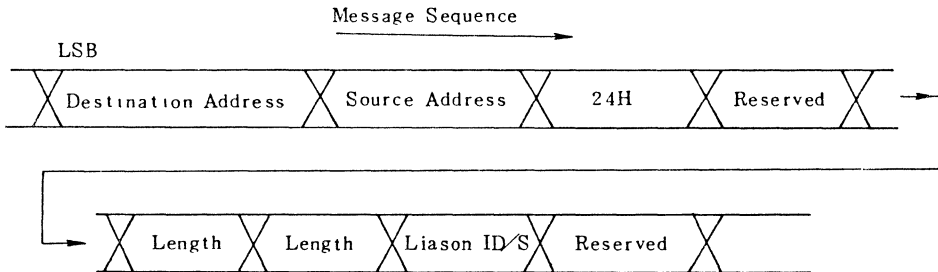 Message Sequence
LSB
Destination Address Source Address 24H Reserved
Length Length Liason ID/S Reserved